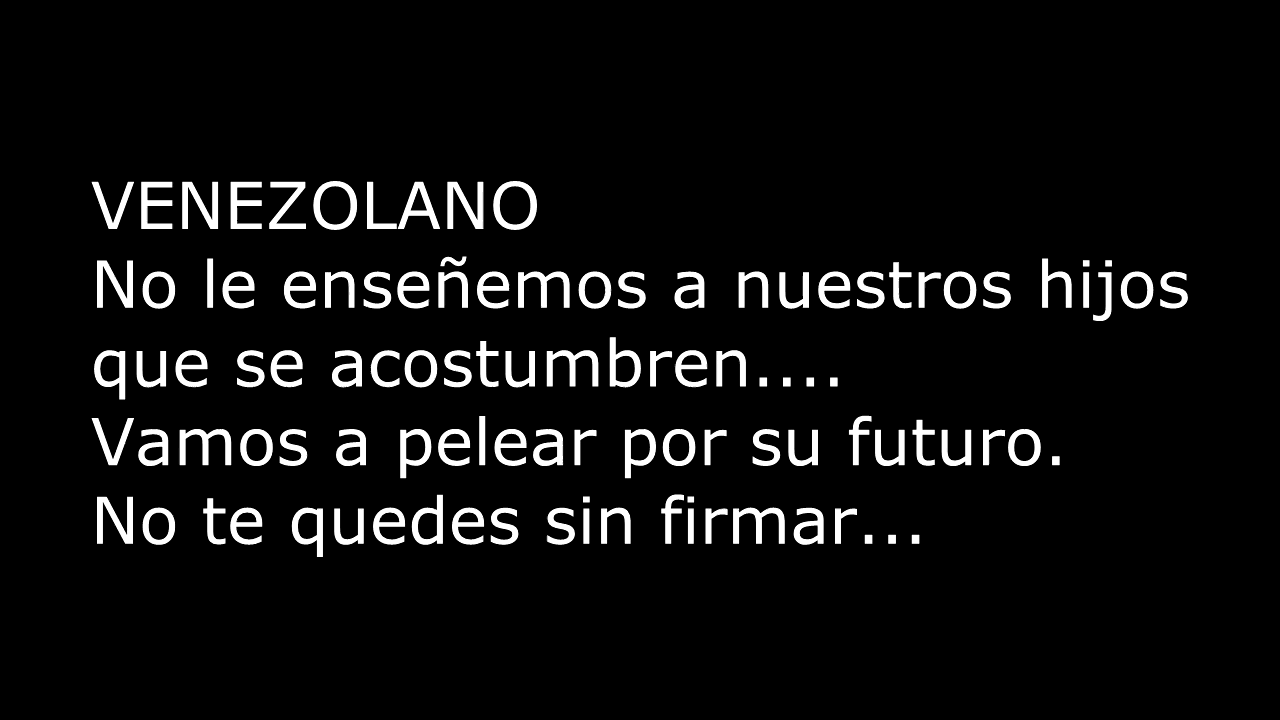 VENEZOLANO
No le enseñemos a nuestros hijos
que se acostumbren....
Vamos a pelear por su futuro.
No te quedes sin firmar...